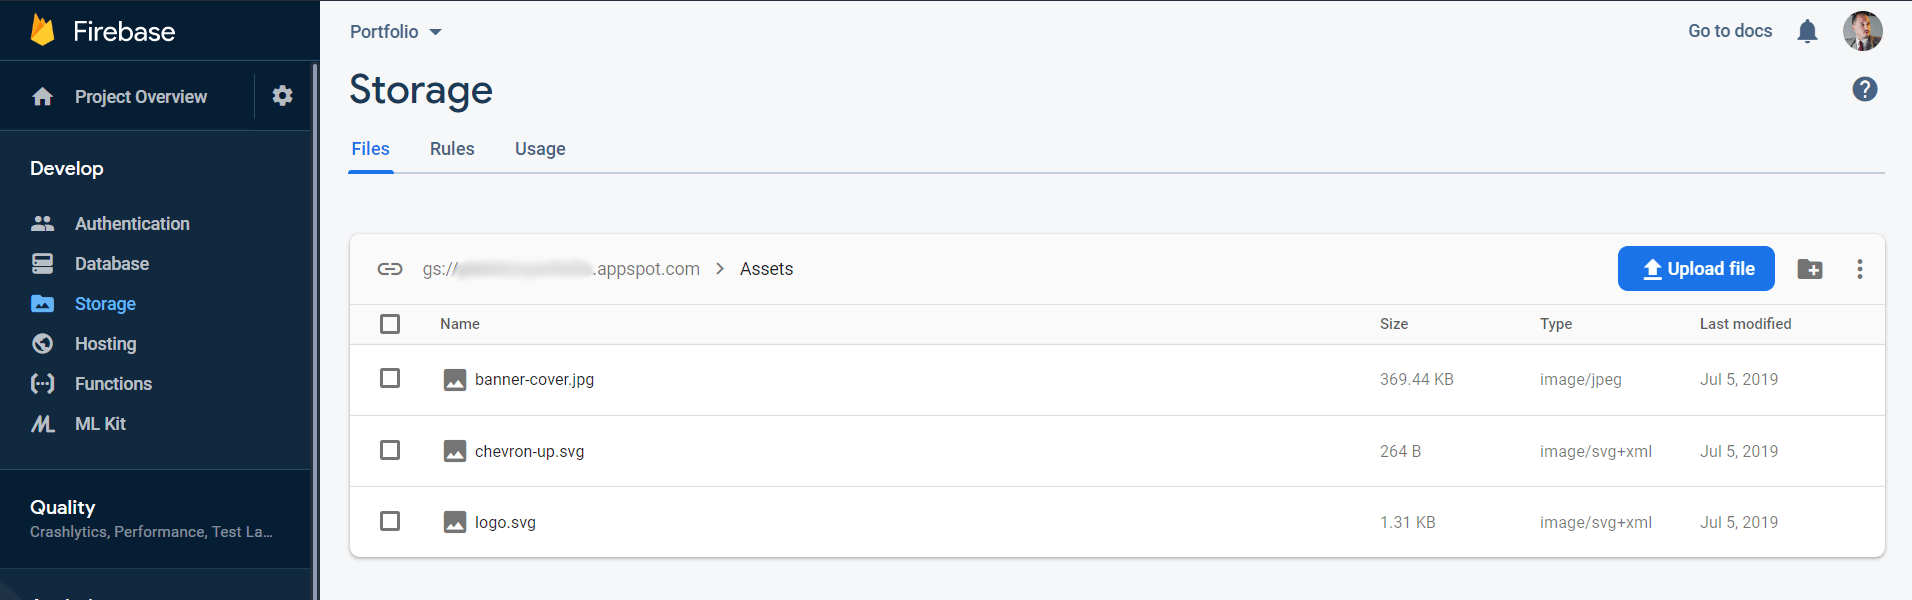 Firebase
Project Overview
Develop
Authentication
Database
Storage
Hosting
Functions
ML Kit
Quality
Crashlytics, Performance, Test La...
Portfolio
Go to docs
Storage
Files Rules Usage
gs:// .appspot.com > Assets
Upload file
Name Size Type Last modified
banner-cover.jpg 369.44 KB image/jpeg Jul 5, 2019
chevron-up.svg 264 B image/svg+xml Jul 5, 2019
logo.svg 1.31 KB image/svg+xml Jul 5, 2019